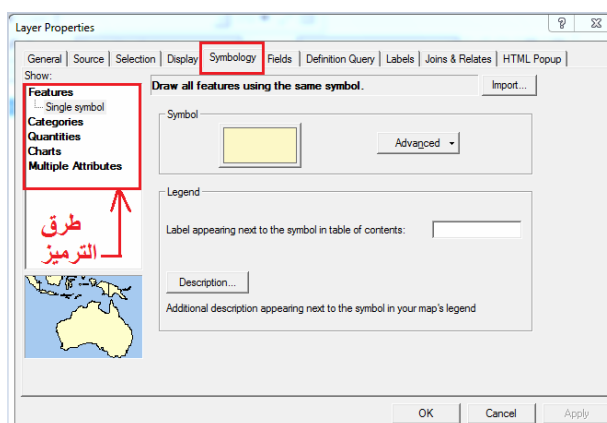 Layer Properties
General Source Selection Display Symbology Fields Definition Query Labels Joins & Relates HTML Popup
Show:
Features
Single symbol
Categories
Quantities
Charts
Multiple Attributes
طرق
الترميز
Draw all features using the same symbol.
Import...
Symbol
Advanced
Legend
Label appearing next to the symbol in table of contents:
Description...
Additional description appearing next to the symbol in your map's legend
OK Cancel Apply